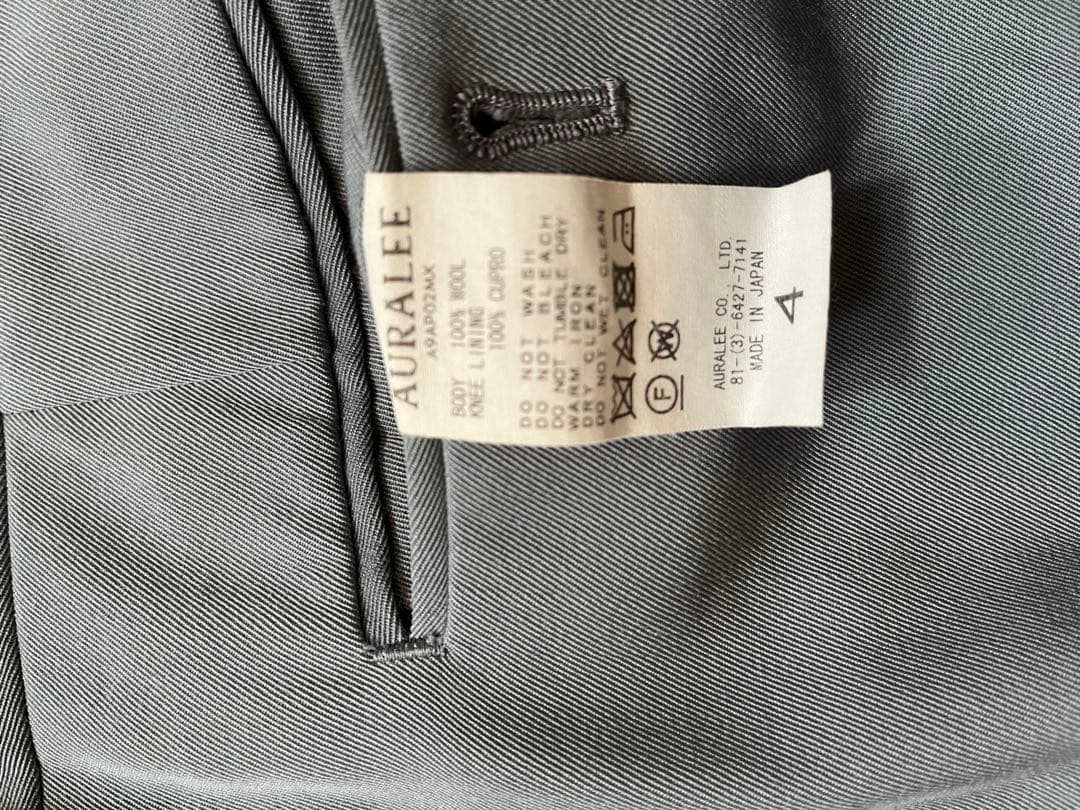 AURALEE
A9AP02MX
BODY 100% WOOL
KNEE LINING
100% CUPRO
DO NOT WASH
DO NOT BLEACH
DO NOT TUMBLE DRY
WARM IRON
DRY CLEAN
DO NOT WET CLEAN
F W
AURALEE CO., LTD.
81-(3)-6427-7141
MADE IN JAPAN
4